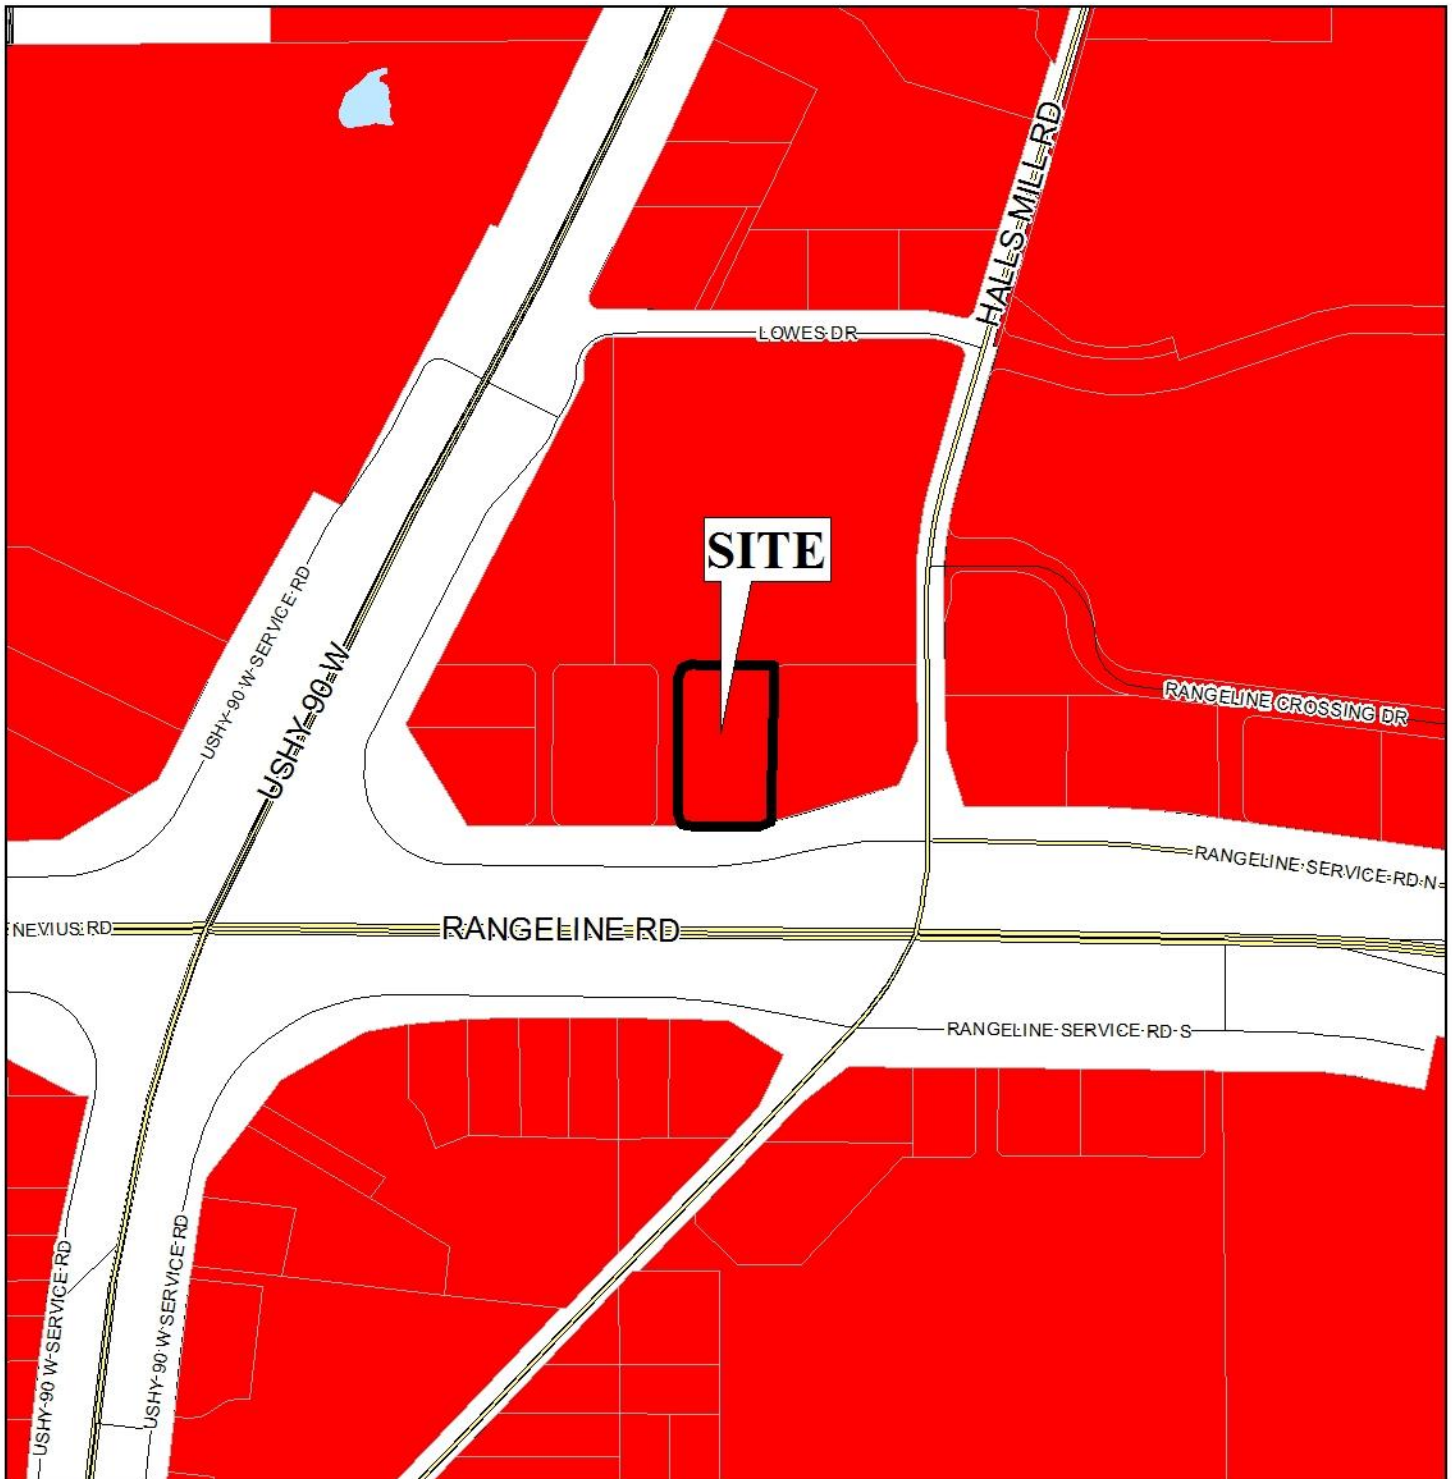 HALLS MILL RD
LOWES DR
SITE
USHY 90 W SERVICE RD
USHY 90 W
RANGELINE CROSSING DR
RANGELINE SERVICE RD N
NEVIUS RD
RANGELINE RD
RANGELINE SERVICE RD S
USHY 90 W SERVICE RD
USHY 90 W SERVICE RD